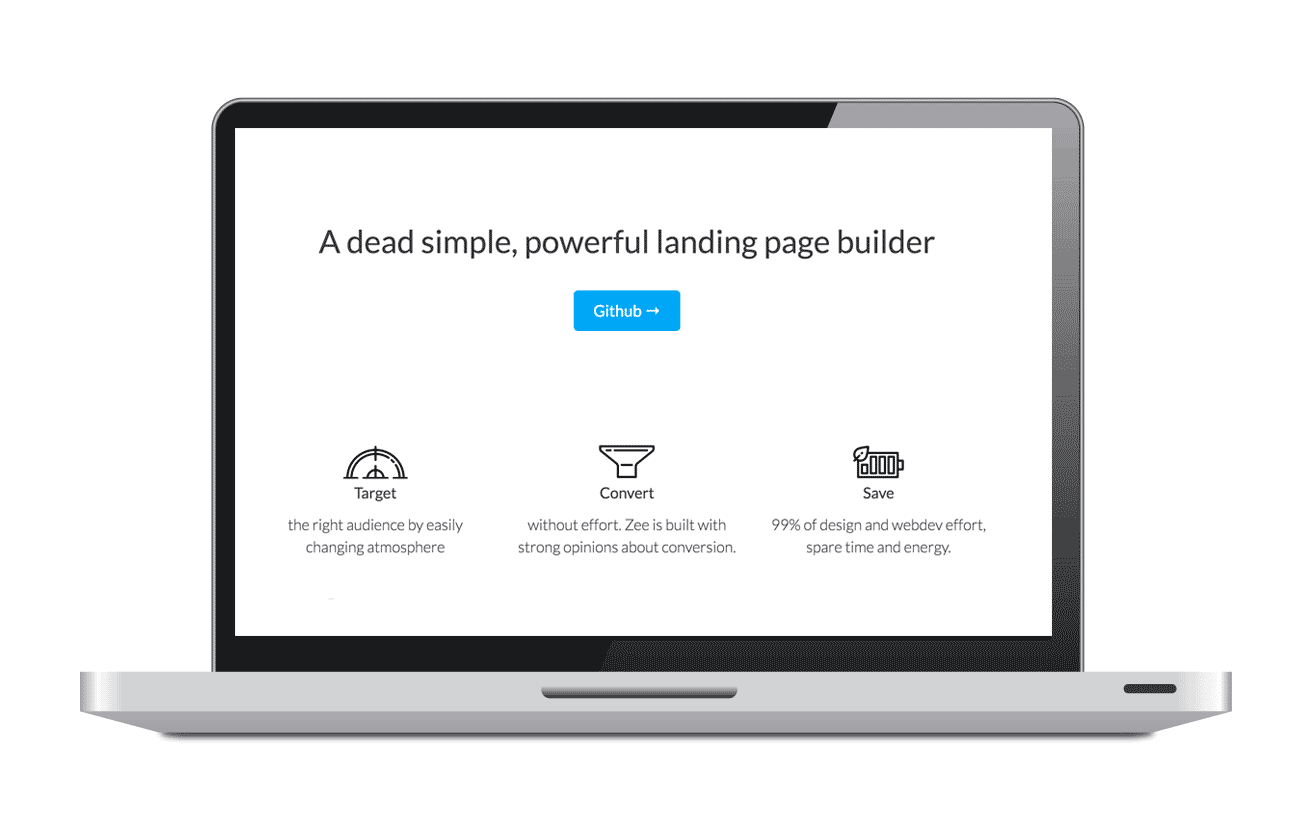 A dead simple, powerful landing page builder
Github →
Target
the right audience by easily
changing atmosphere
Convert
without effort. Zee is built with
strong opinions about conversion.
Save
99% of design and webdev effort,
spare time and energy.